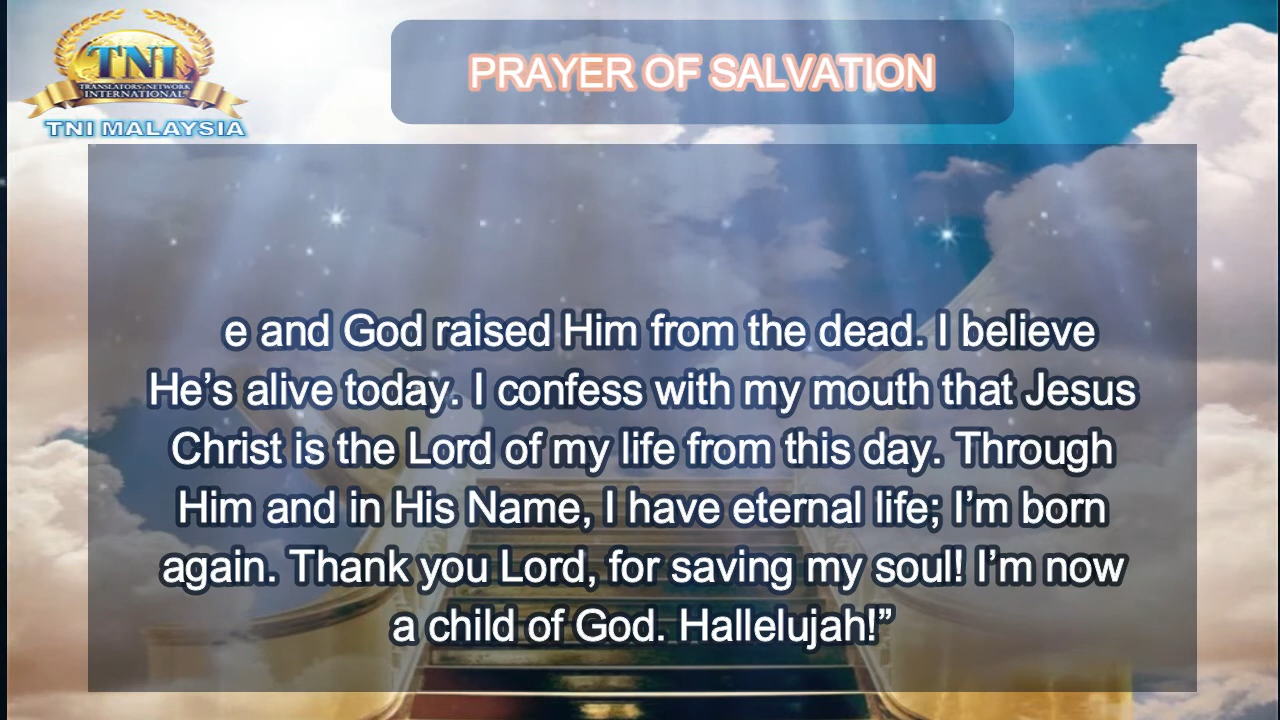 TNI
TRANSLATORS' NETWORK
INTERNATIONAL
TNI MALAYSIA
PRAYER OF SALVATION
e and God raised Him from the dead. I believe
He’s alive today. I confess with my mouth that Jesus
Christ is the Lord of my life from this day. Through
Him and in His Name, I have eternal life; I’m born
again. Thank you Lord, for saving my soul! I’m now
a child of God. Hallelujah!”